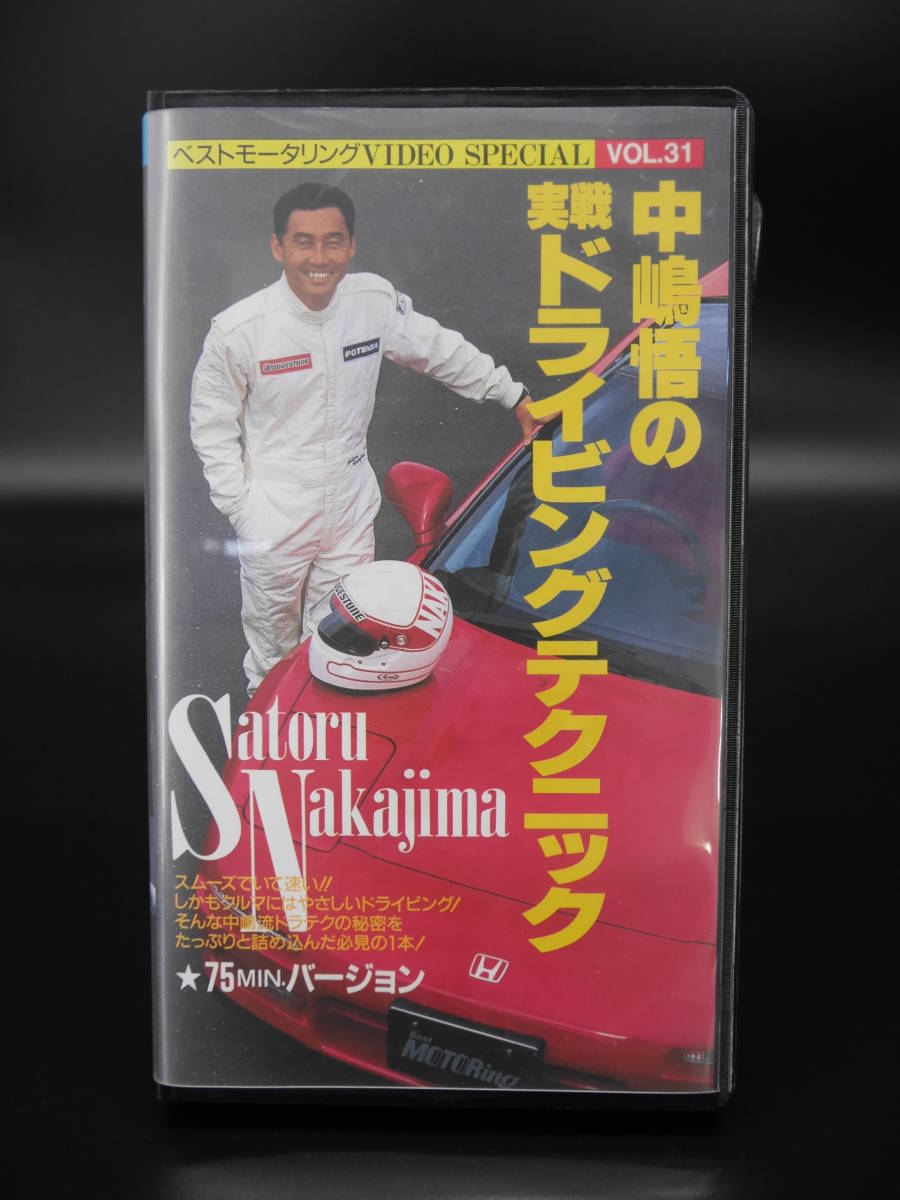 ベストモータリングVIDEO SPECIAL VOL.31
中嶋悟の
実戦ドライビングテクニック
BRIDGESTONE
POTENZA
BRIDGESTONE
NAKA
Arai
Satoru
Nakajima
スムーズでいて速い!!
しかもクルマにはやさしいドライビング!
そんな中嶋流ドラテクの秘密を
たっぷりと詰め込んだ必見の1本!
★75MIN.バージョン
Best
MOTORing